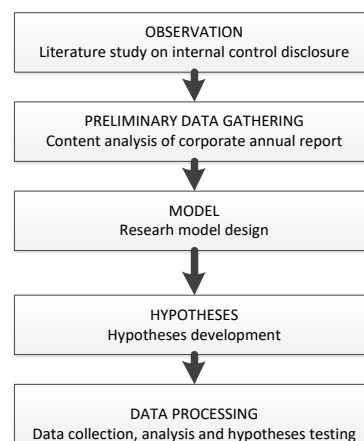 OBSERVATION
Literature study on internal control disclosure
PRELIMINARY DATA GATHERING
Content analysis of corporate annual report
MODEL
Researh model design
HYPOTHESES
Hypotheses development
DATA PROCESSING
Data collection, analysis and hypotheses testing